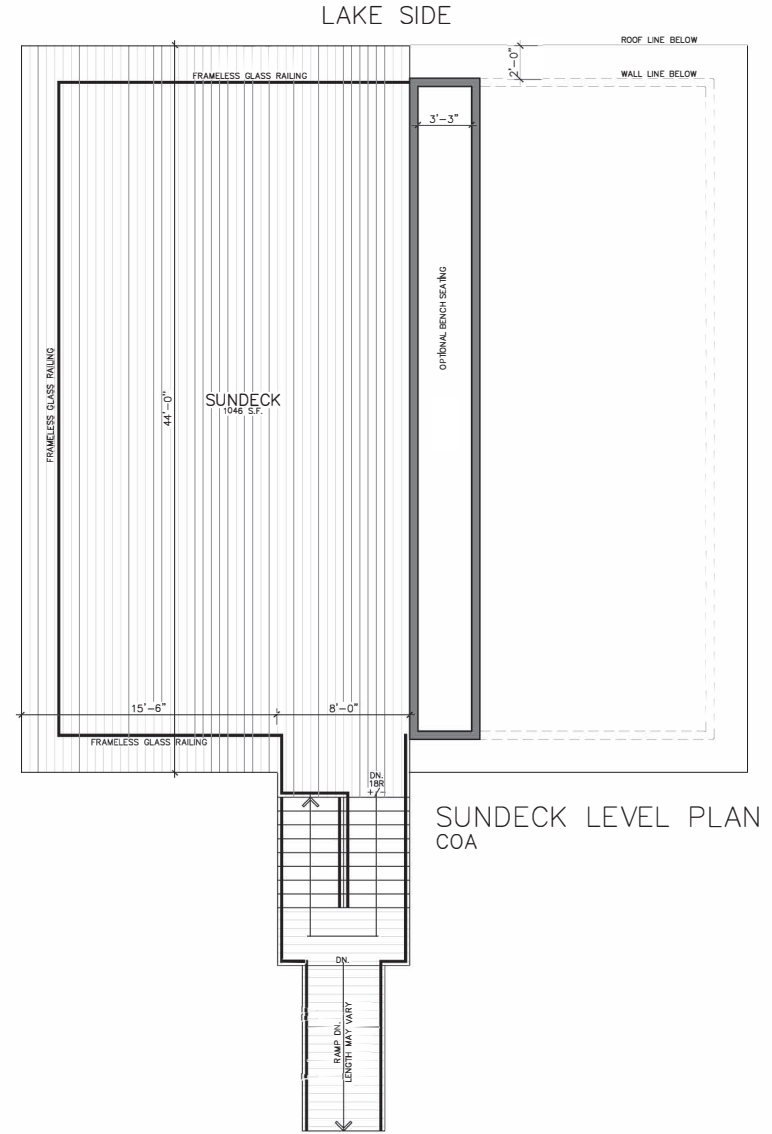 LAKE SIDE
ROOF LINE BELOW
2'-0"
FRAMELESS GLASS RAILING
WALL LINE BELOW
3'-3"
OPTIONAL BENCH SEATING
FRAMELESS GLASS RAILING
44'-0"
SUNDECK
1046 S.F.
15'-6"
8'-0"
FRAMELESS GLASS RAILING
DN.
18R
+/-
SUNDECK LEVEL PLAN
COA
DN.
RAMP DN.
LENGTH MAY VARY